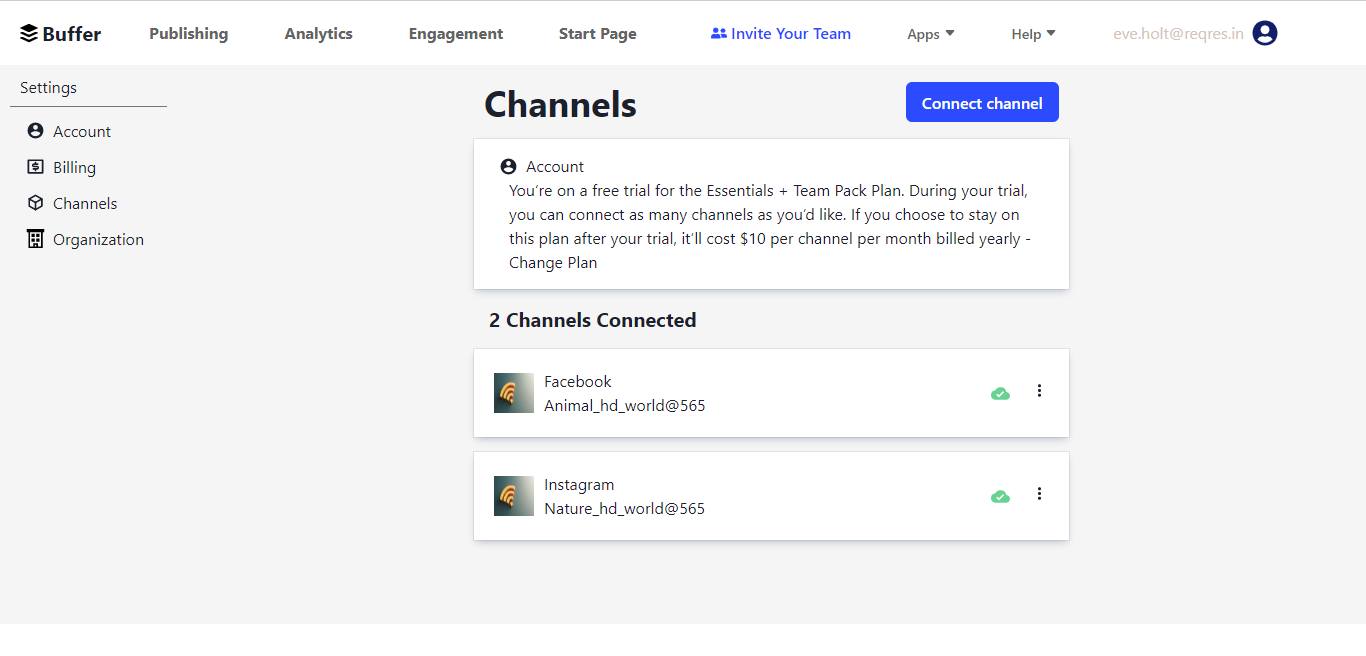 Buffer Publishing Analytics Engagement Start Page Invite Your Team Apps Help eve.holt@reqres.in
Settings
Account
Billing
Channels
Organization
Channels
Connect channel
Account
You’re on a free trial for the Essentials + Team Pack Plan. During your trial,
you can connect as many channels as you’d like. If you choose to stay on
this plan after your trial, it’ll cost $10 per channel per month billed yearly -
Change Plan
2 Channels Connected
Facebook
Animal_hd_world@565
Instagram
Nature_hd_world@565